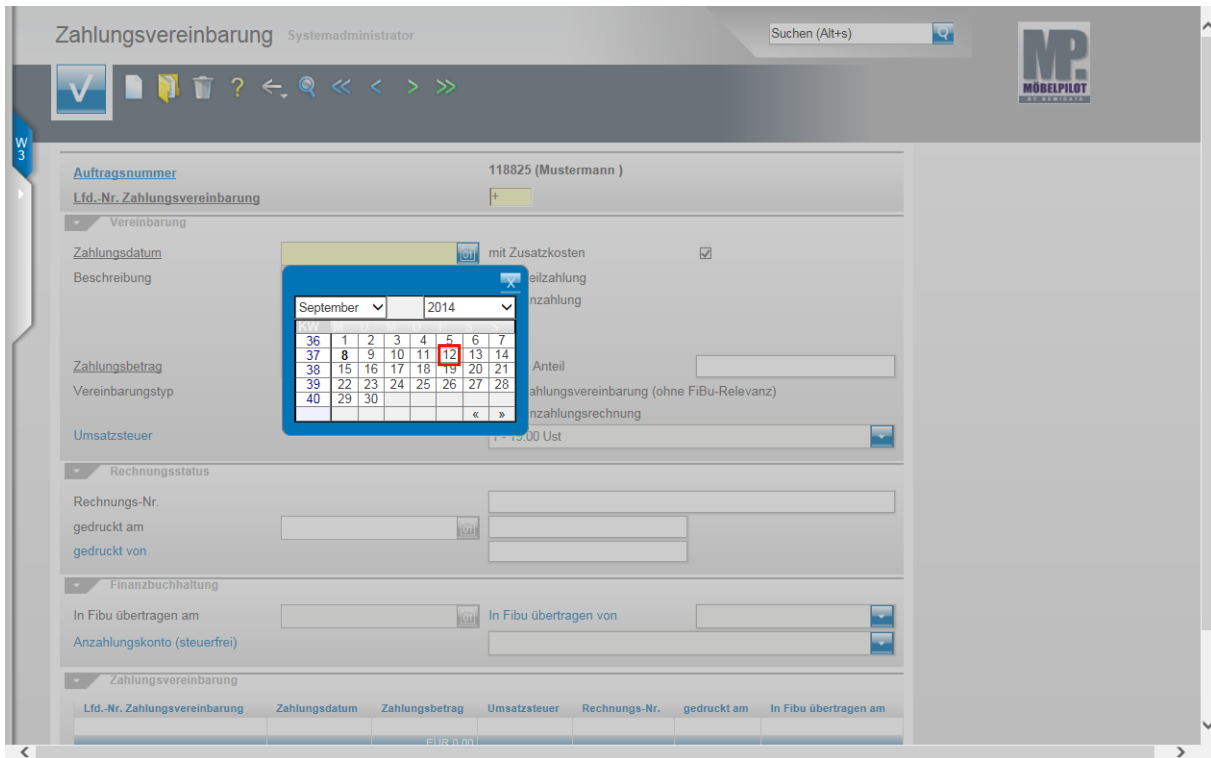 Zahlungsvereinbarung Systemadministrator Suchen (Alt+s)
MP.
MÖBELPILOT
W
3
Auftragsnummer 118825 (Mustermann )
Lfd.-Nr. Zahlungsvereinbarung +
Vereinbarung
Zahlungsdatum mit Zusatzkosten
Beschreibung eilzahlung
nzahlung
X
September 2014
KW M D M D F S S
36 1 2 3 4 5 6 7
37 8 9 10 11 12 13 14
38 15 16 17 18 19 20 21
39 22 23 24 25 26 27 28
40 29 30
« »
Zahlungsbetrag Anteil
Vereinbarungstyp ahlungsvereinbarung (ohne FiBu-Relevanz)
nzahlungsrechnung
Umsatzsteuer 1 - 19.00 Ust
Rechnungsstatus
Rechnungs-Nr.
gedruckt am
gedruckt von
Finanzbuchhaltung
In Fibu übertragen am In Fibu übertragen von
Anzahlungskonto (steuerfrei)
Zahlungsvereinbarung
Lfd.-Nr. Zahlungsvereinbarung Zahlungsdatum Zahlungsbetrag Umsatzsteuer Rechnungs-Nr. gedruckt am In Fibu übertragen am
EUR 0.00